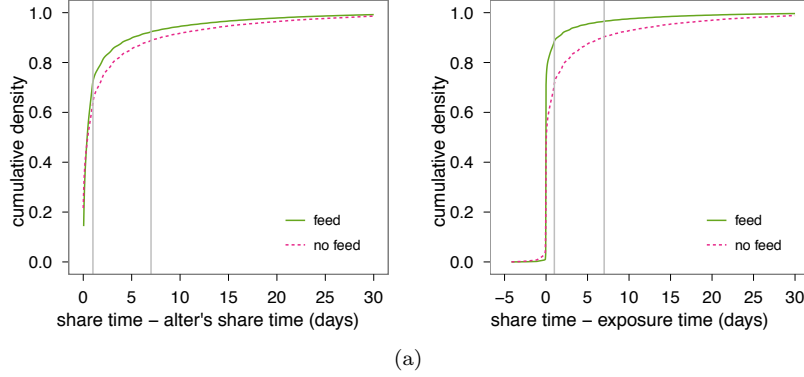 1.0
0.8
0.6
0.4
0.2
0.0
cumulative density
feed
no feed
0 5 10 15 20 25 30
share time − alter's share time (days)
1.0
0.8
0.6
0.4
0.2
0.0
cumulative density
feed
no feed
−5 0 5 10 15 20 25 30
share time − exposure time (days)
(a)